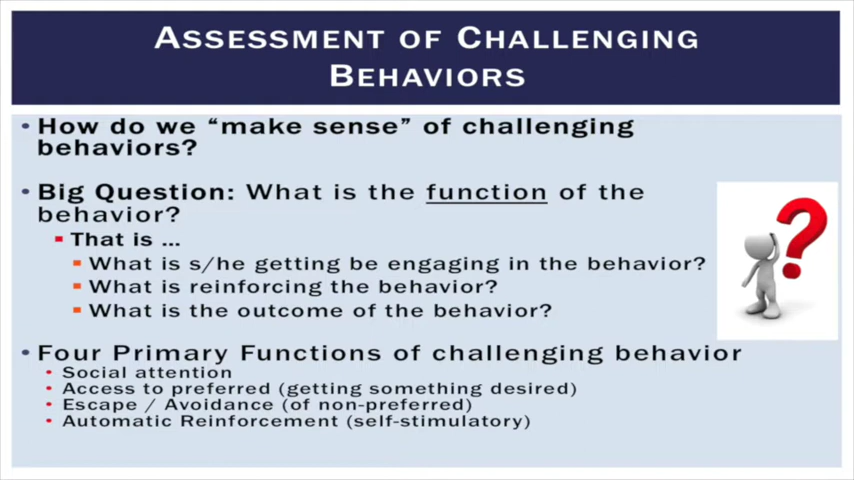 ASSESSMENT OF CHALLENGING
BEHAVIORS
• How do we “make sense” of challenging
behaviors?
• Big Question: What is the function of the
behavior?
▪ That is …
▪ What is s/he getting be engaging in the behavior?
▪ What is reinforcing the behavior?
▪ What is the outcome of the behavior?
• Four Primary Functions of challenging behavior
• Social attention
• Access to preferred (getting something desired)
• Escape / Avoidance (of non-preferred)
• Automatic Reinforcement (self-stimulatory)